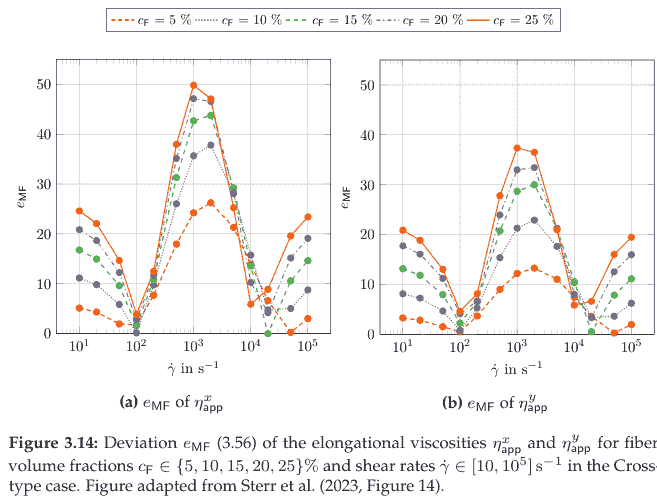 c_F = 5 % c_F = 10 % c_F = 15 % c_F = 20 % c_F = 25 %
50
40
30
20
10
0
e_MF
10^1 10^2 10^3 10^4 10^5
γ̇ in s^−1
(a) e_MF of η^x_app
50
40
30
20
10
0
e_MF
10^1 10^2 10^3 10^4 10^5
γ̇ in s^−1
(b) e_MF of η^y_app
Figure 3.14: Deviation e_MF (3.56) of the elongational viscosities η^x_app and η^y_app for fiber
volume fractions c_F ∈ {5, 10, 15, 20, 25}% and shear rates γ̇ ∈ [10, 10^5] s^−1 in the Cross-
type case. Figure adapted from Sterr et al. (2023, Figure 14).